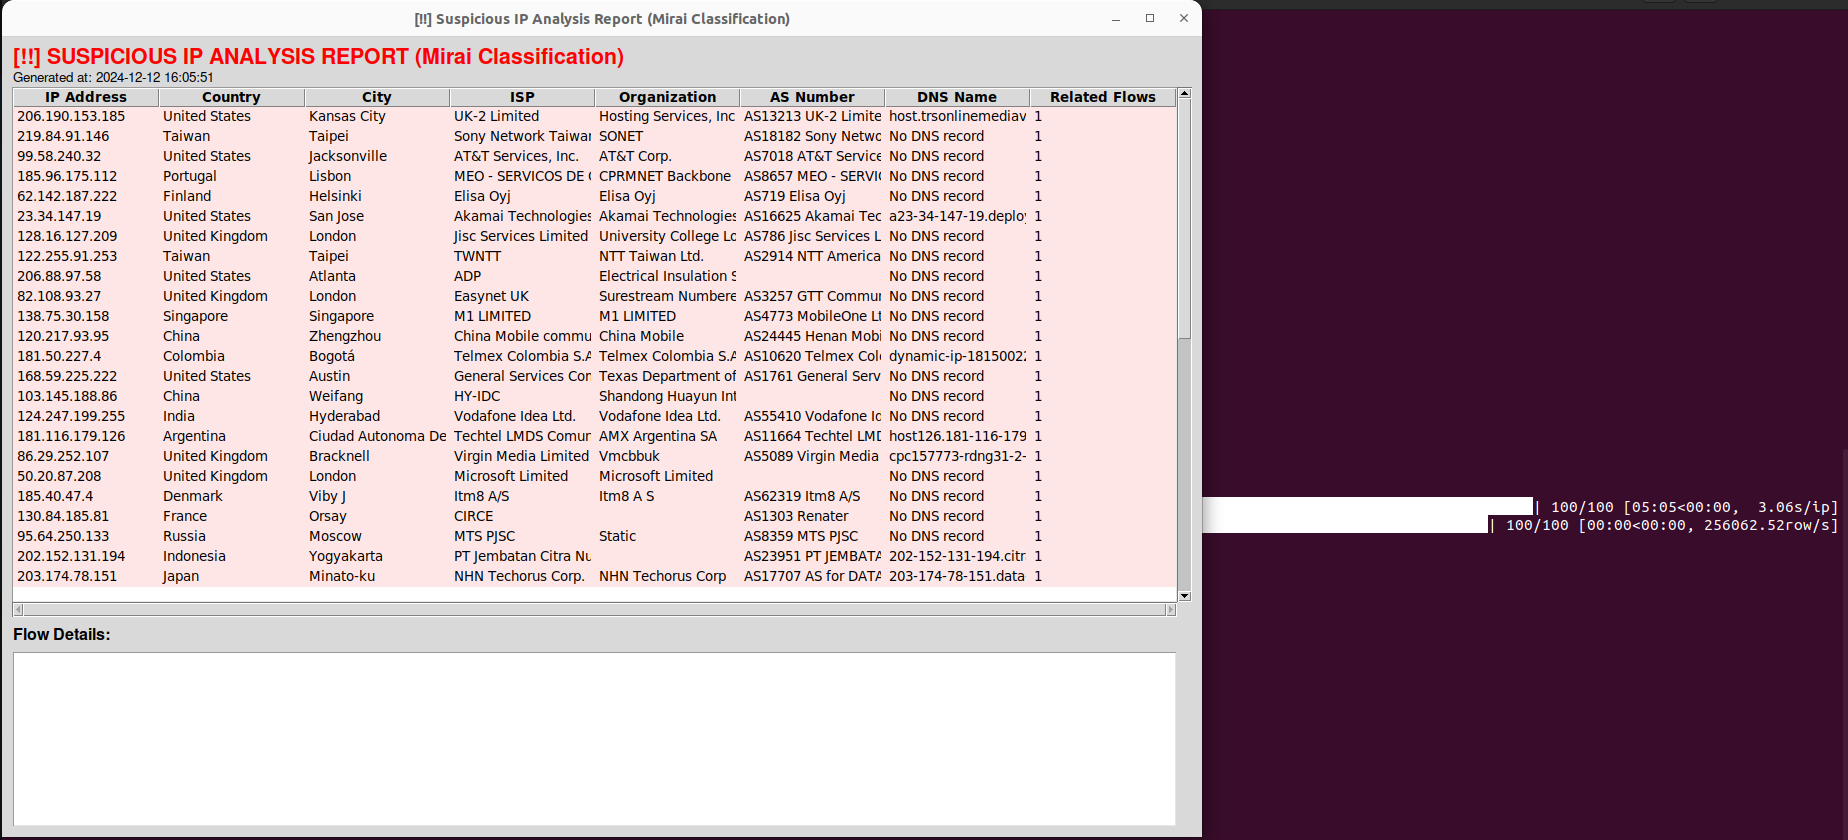 [!!] Suspicious IP Analysis Report (Mirai Classification)
[!!] SUSPICIOUS IP ANALYSIS REPORT (Mirai Classification)
Generated at: 2024-12-12 16:05:51
IP Address Country City ISP Organization AS Number DNS Name Related Flows
206.190.153.185 United States Kansas City UK-2 Limited Hosting Services, Inc AS13213 UK-2 Limite host.trsonlinemediav 1
219.84.91.146 Taiwan Taipei Sony Network Taiwar SONET AS18182 Sony Netwo No DNS record 1
99.58.240.32 United States Jacksonville AT&T Services, Inc. AT&T Corp. AS7018 AT&T Service No DNS record 1
185.96.175.112 Portugal Lisbon MEO - SERVICOS DE CPRMNET Backbone AS8657 MEO - SERVIC No DNS record 1
62.142.187.222 Finland Helsinki Elisa Oyj Elisa Oyj AS719 Elisa Oyj No DNS record 1
23.34.147.19 United States San Jose Akamai Technologies Akamai Technologies AS16625 Akamai Tec a23-34-147-19.deploy 1
128.16.127.209 United Kingdom London Jisc Services Limited University College Lo AS786 Jisc Services L No DNS record 1
122.255.91.253 Taiwan Taipei TWNTT NTT Taiwan Ltd. AS2914 NTT America No DNS record 1
206.88.97.58 United States Atlanta ADP Electrical Insulation S No DNS record 1
82.108.93.27 United Kingdom London Easynet UK Surestream Numbere AS3257 GTT Commur No DNS record 1
138.75.30.158 Singapore Singapore M1 LIMITED M1 LIMITED AS4773 MobileOne Lt No DNS record 1
120.217.93.95 China Zhengzhou China Mobile commu China Mobile AS24445 Henan Mobi No DNS record 1
181.50.227.4 Colombia Bogotá Telmex Colombia S.A Telmex Colombia S.A AS10620 Telmex Col dynamic-ip-18150022 1
168.59.225.222 United States Austin General Services Con Texas Department of AS1761 General Serv No DNS record 1
103.145.188.86 China Weifang HY-IDC Shandong Huayun Int No DNS record 1
124.247.199.255 India Hyderabad Vodafone Idea Ltd. Vodafone Idea Ltd. AS55410 Vodafone Id No DNS record 1
181.116.179.126 Argentina Ciudad Autonoma De Techtel LMDS Comun AMX Argentina SA AS11664 Techtel LMD host126.181-116-179 1
86.29.252.107 United Kingdom Bracknell Virgin Media Limited Vmcbbuk AS5089 Virgin Media cpc157773-rdng31-2- 1
50.20.87.208 United Kingdom London Microsoft Limited Microsoft Limited No DNS record 1
185.40.47.4 Denmark Viby J Itm8 A/S Itm8 A S AS62319 Itm8 A/S No DNS record 1
130.84.185.81 France Orsay CIRCE AS1303 Renater No DNS record 1
95.64.250.133 Russia Moscow MTS PJSC Static AS8359 MTS PJSC No DNS record 1
202.152.131.194 Indonesia Yogyakarta PT Jembatan Citra Nu AS23951 PT JEMBATA 202-152-131-194.citr 1
203.174.78.151 Japan Minato-ku NHN Techorus Corp. NHN Techorus Corp AS17707 AS for DATA 203-174-78-151.data 1
Flow Details:
| 100/100 [05:05<00:00, 3.06s/ip]
| 100/100 [00:00<00:00, 256062.52row/s]